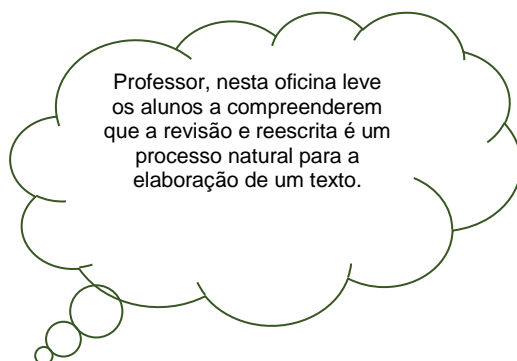 Professor, nesta oficina leve
os alunos a compreenderem
que a revisão e reescrita é um
processo natural para a
elaboração de um texto.